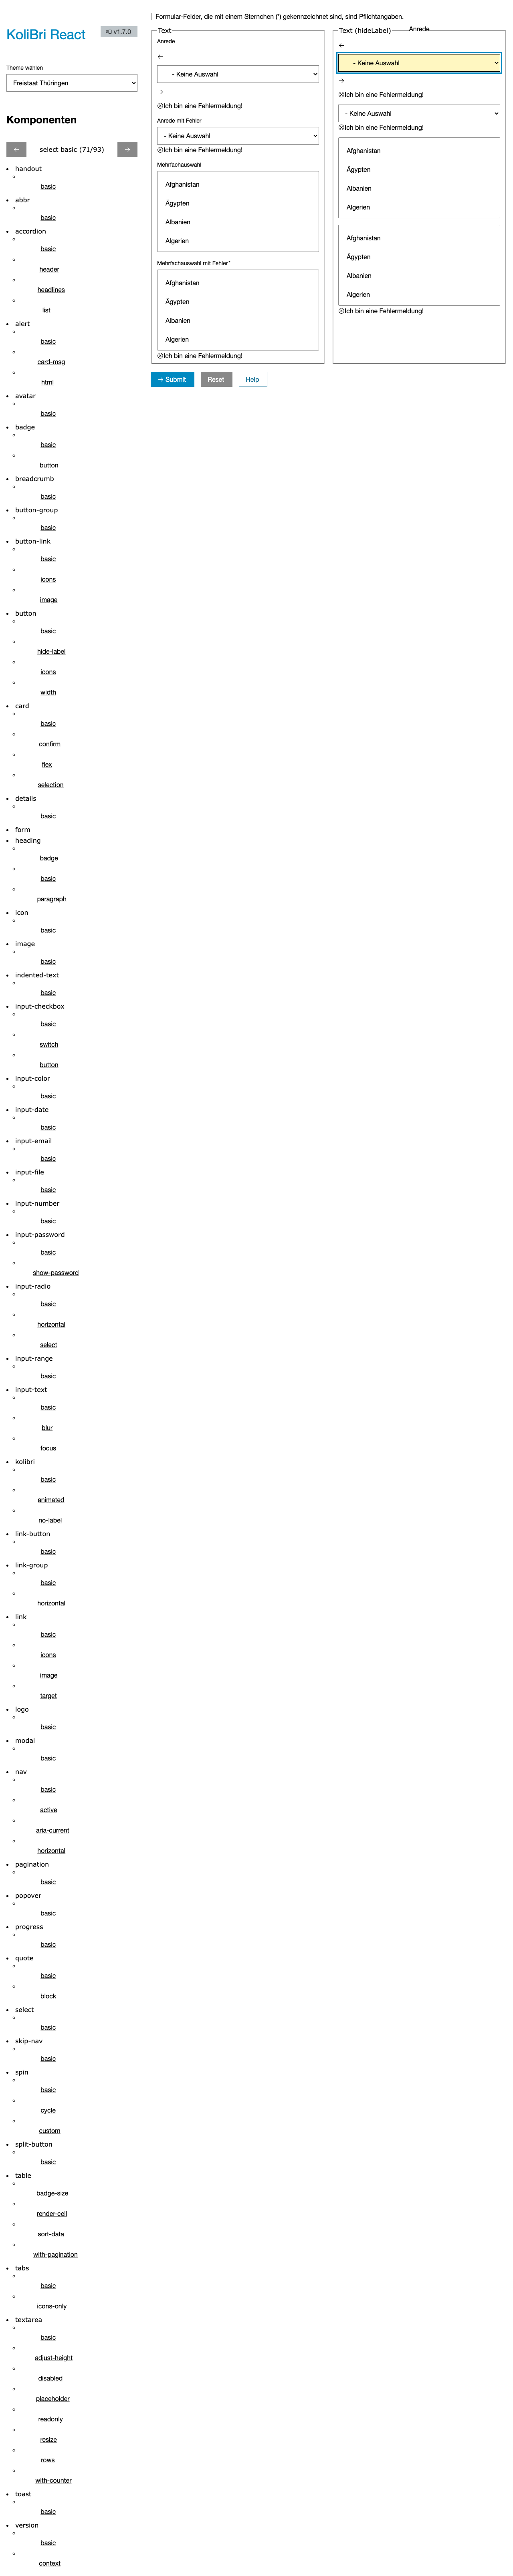 KoliBri React
v1.7.0
Theme wählen
Freistaat Thüringen
Komponenten
← select basic (71/93) →
handout
basic
abbr
basic
accordion
basic
header
headlines
list
alert
basic
card-msg
html
avatar
basic
badge
basic
button
breadcrumb
basic
button-group
basic
button-link
basic
icons
image
button
basic
hide-label
icons
width
card
basic
confirm
flex
selection
details
basic
form
heading
badge
basic
paragraph
icon
basic
image
basic
indented-text
basic
input-checkbox
basic
switch
button
input-color
basic
input-date
basic
input-email
basic
input-file
basic
input-number
basic
input-password
basic
show-password
input-radio
basic
horizontal
select
input-range
basic
input-text
basic
blur
focus
kolibri
basic
animated
no-label
link-button
basic
link-group
basic
horizontal
link
basic
icons
image
target
logo
basic
modal
basic
nav
basic
active
aria-current
horizontal
pagination
basic
popover
basic
progress
basic
quote
basic
block
select
basic
skip-nav
basic
spin
basic
cycle
custom
split-button
basic
table
badge-size
render-cell
sort-data
with-pagination
tabs
basic
icons-only
textarea
basic
adjust-height
disabled
placeholder
readonly
resize
rows
with-counter
toast
basic
version
basic
context
Formular-Felder, die mit einem Sternchen (*) gekennzeichnet sind, sind Pflichtangaben.
Text
Anrede
←
- Keine Auswahl
→
Ich bin eine Fehlermeldung!
Anrede mit Fehler
- Keine Auswahl
Ich bin eine Fehlermeldung!
Mehrfachauswahl
Afghanistan
Ägypten
Albanien
Algerien
Mehrfachauswahl mit Fehler*
Afghanistan
Ägypten
Albanien
Algerien
Ich bin eine Fehlermeldung!
Text (hideLabel)
Anrede
←
- Keine Auswahl
→
Ich bin eine Fehlermeldung!
- Keine Auswahl
Ich bin eine Fehlermeldung!
Afghanistan
Ägypten
Albanien
Algerien
Afghanistan
Ägypten
Albanien
Algerien
Ich bin eine Fehlermeldung!
→ Submit
Reset
Help